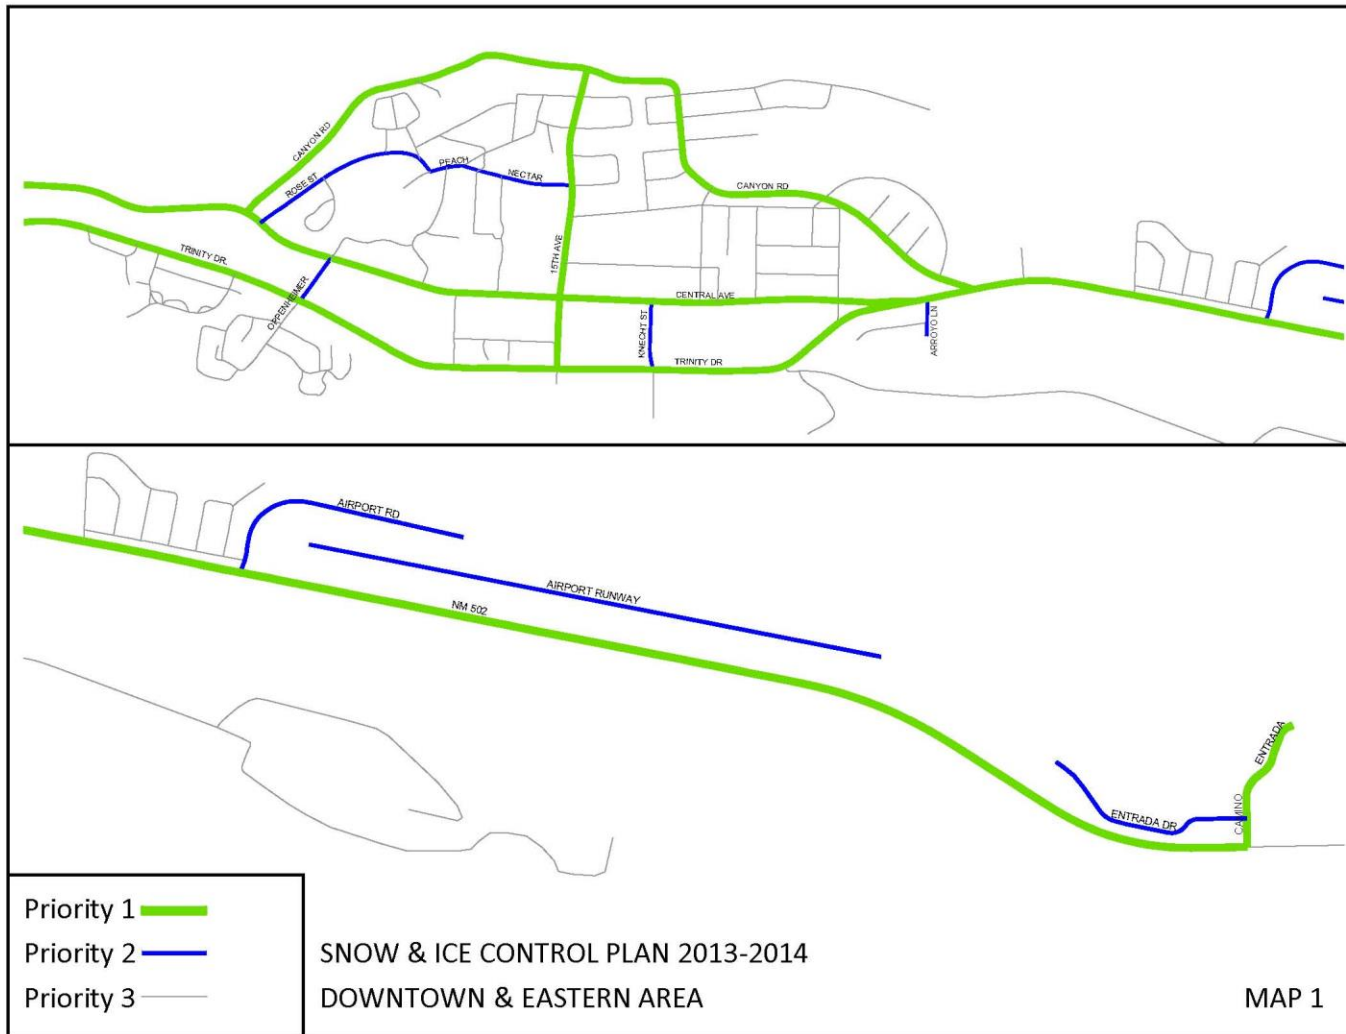 CANYON RD
ROSE ST
PEACH
NECTAR
CANYON RD
TRINITY DR.
15TH AVE
OPPENHEIMER
CENTRAL AVE
KNECHT ST
ARROYO LN
TRINITY DR
AIRPORT RD
AIRPORT RUNWAY
NM 502
ENTRADA
CAMINO
ENTRADA DR
Priority 1
Priority 2
Priority 3
SNOW & ICE CONTROL PLAN 2013-2014
DOWNTOWN & EASTERN AREA
MAP 1